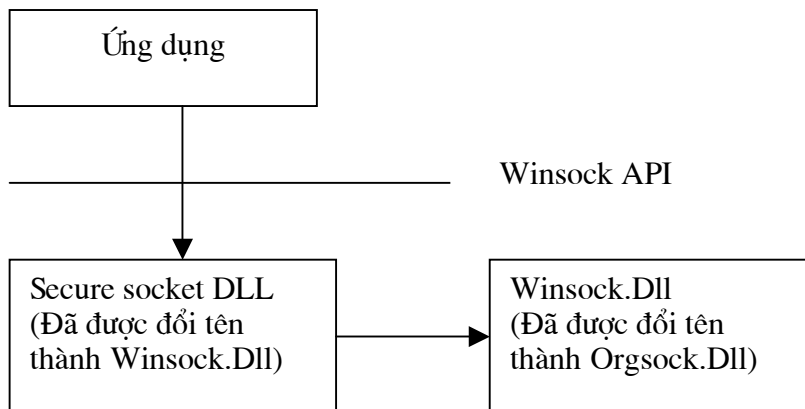 Ứng dụng
Winsock API
Secure socket DLL
(Đã được đổi tên
thành Winsock.Dll)
Winsock.Dll
(Đã được đổi tên
thành Orgsock.Dll)